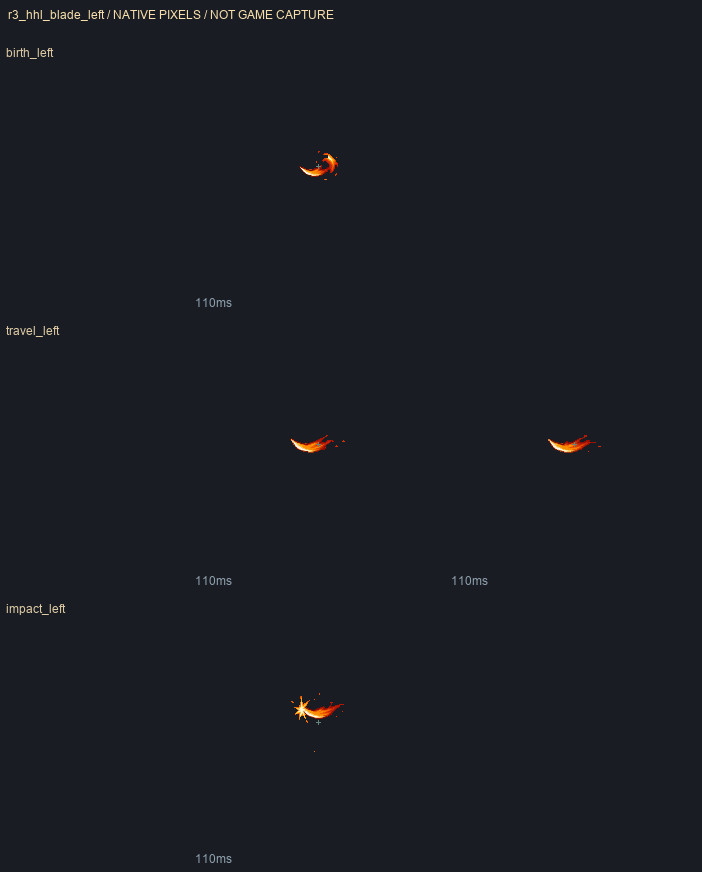 r3_hhl_blade_left / NATIVE PIXELS / NOT GAME CAPTURE
birth_left
110ms
travel_left
110ms 110ms
impact_left
110ms